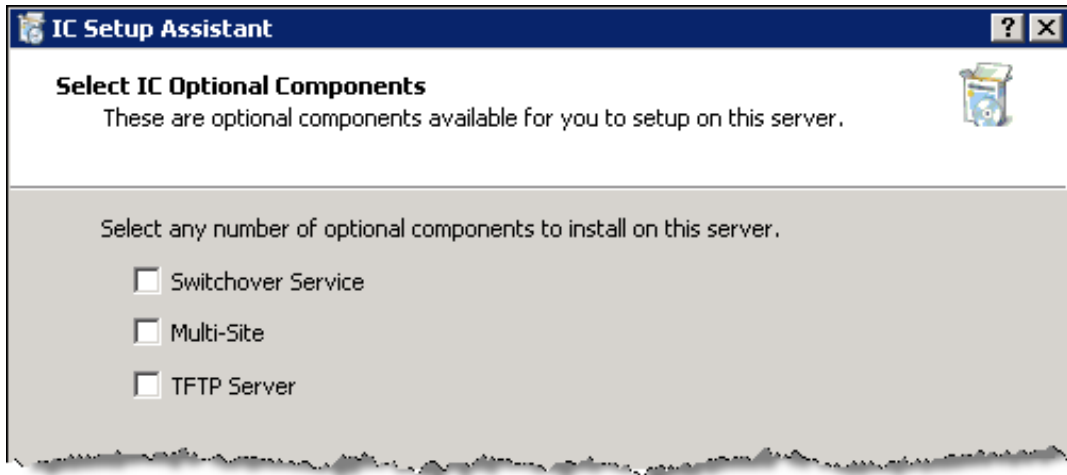 IC Setup Assistant
Select IC Optional Components
These are optional components available for you to setup on this server.
Select any number of optional components to install on this server.
Switchover Service
Multi-Site
TFTP Server